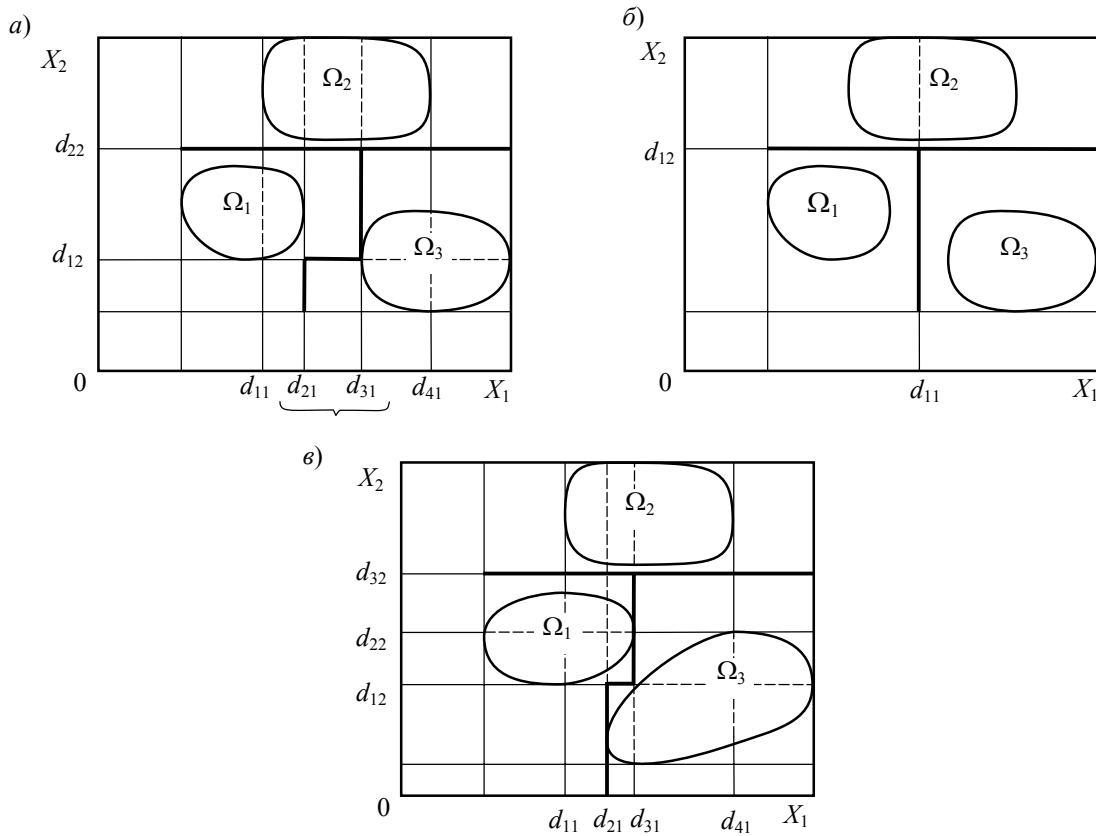 а)
X₂
Ω₂
d₂₂
Ω₁
Ω₃
d₁₂
0
d₁₁ d₂₁ d₃₁ d₄₁ X₁
б)
X₂
Ω₂
d₁₂
Ω₁
Ω₃
0
d₁₁ X₁
в)
X₂
Ω₂
d₃₂
Ω₁
d₂₂
Ω₃
d₁₂
0
d₁₁ d₂₁ d₃₁ d₄₁ X₁